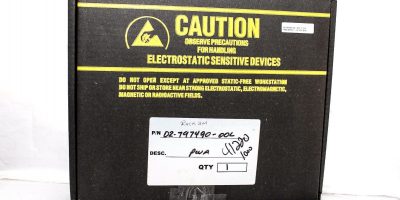 CAUTION
OBSERVE PRECAUTIONS
FOR HANDLING
ELECTROSTATIC SENSITIVE DEVICES
DO NOT OPEN EXCEPT AT APPROVED STATIC-FREE WORKSTATION
DO NOT SHIP OR STORE NEAR STRONG ELECTROSTATIC, ELECTROMAGNETIC,
MAGNETIC OR RADIOACTIVE FIELDS.
P/N 02-797490-00L
DESC. PWA
QTY 1